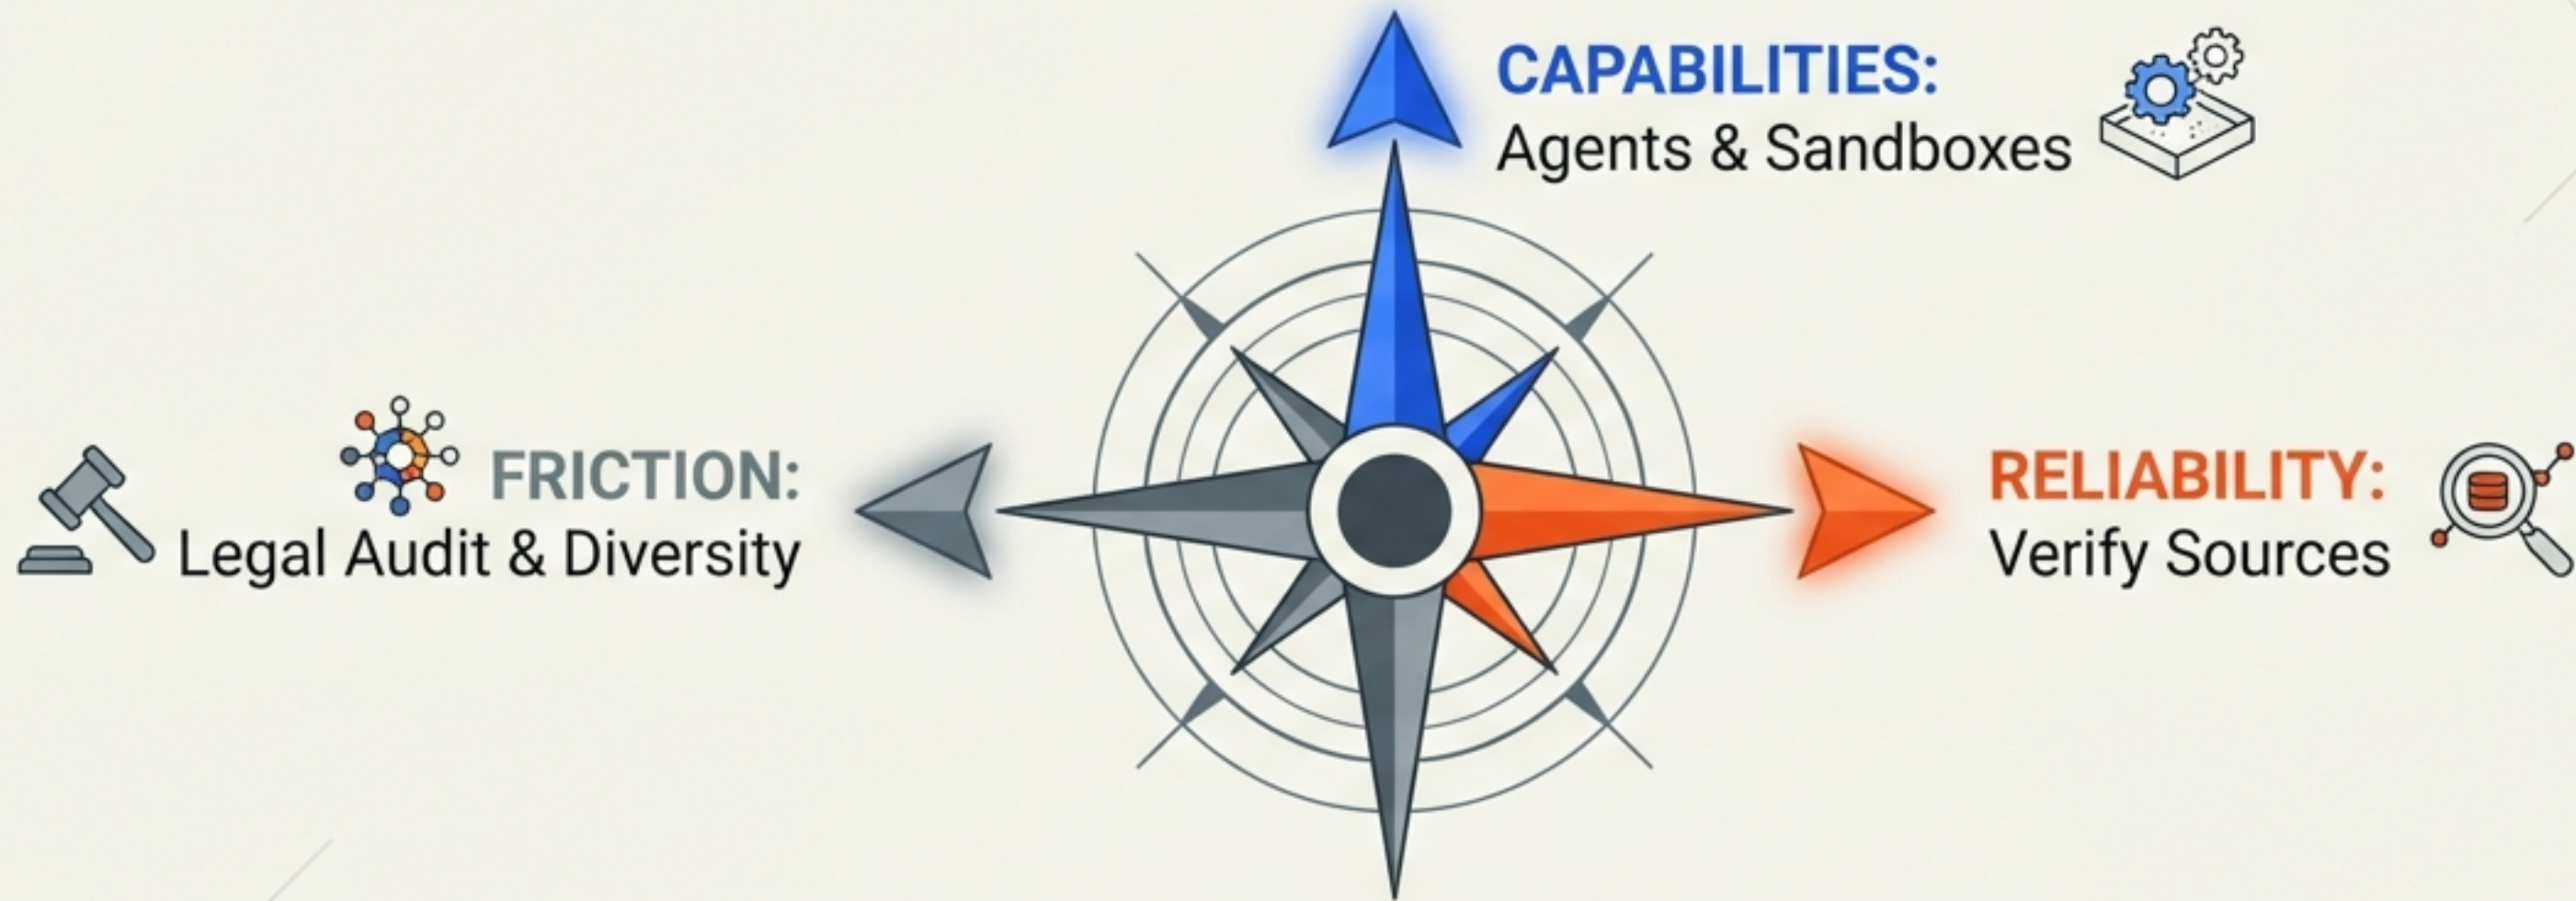 CAPABILITIES:
Agents & Sandboxes
FRICTION:
Legal Audit & Diversity
RELIABILITY:
Verify Sources